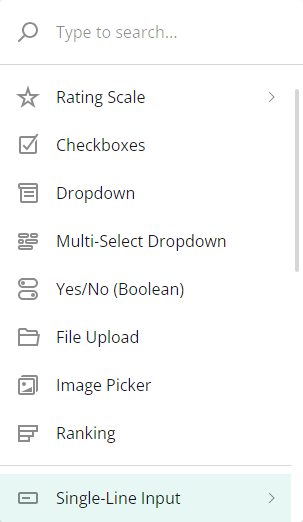 Type to search...
Rating Scale
Checkboxes
Dropdown
Multi-Select Dropdown
Yes/No (Boolean)
File Upload
Image Picker
Ranking
Single-Line Input